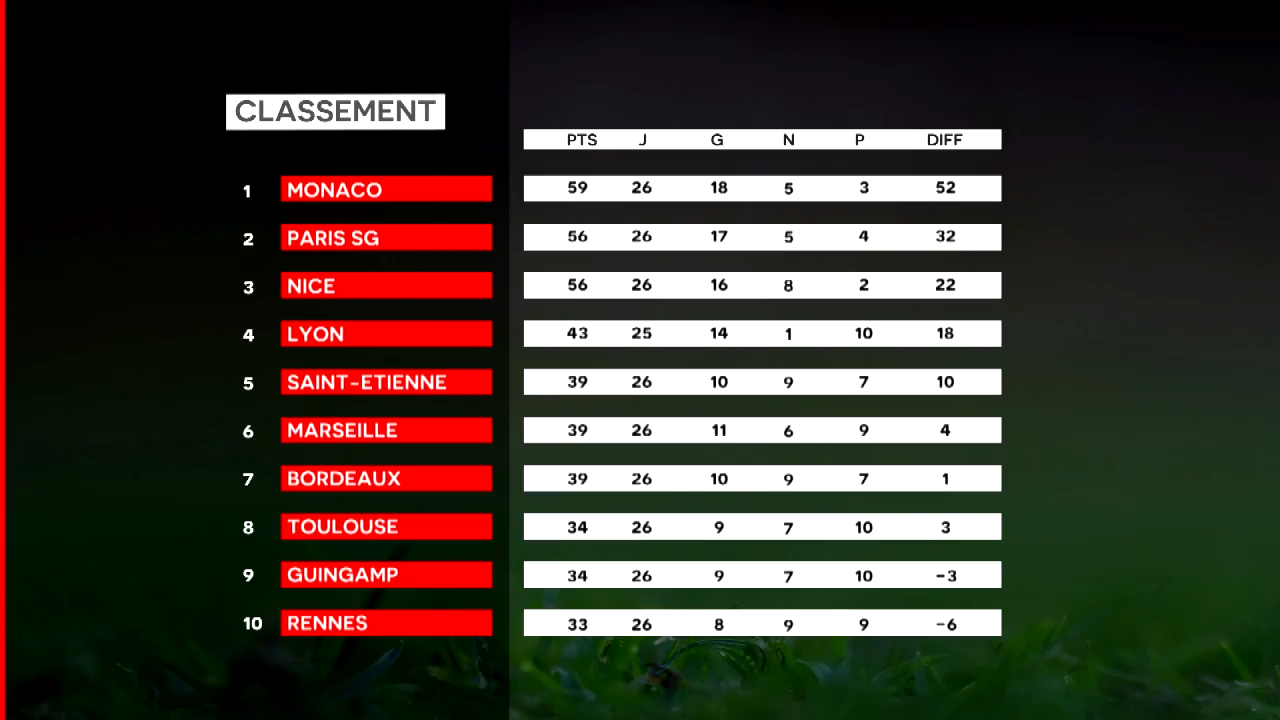 CLASSEMENT
PTS J G N P DIFF
1 MONACO 59 26 18 5 3 52
2 PARIS SG 56 26 17 5 4 32
3 NICE 56 26 16 8 2 22
4 LYON 43 25 14 1 10 18
5 SAINT-ETIENNE 39 26 10 9 7 10
6 MARSEILLE 39 26 11 6 9 4
7 BORDEAUX 39 26 10 9 7 1
8 TOULOUSE 34 26 9 7 10 3
9 GUINGAMP 34 26 9 7 10 -3
10 RENNES 33 26 8 9 9 -6